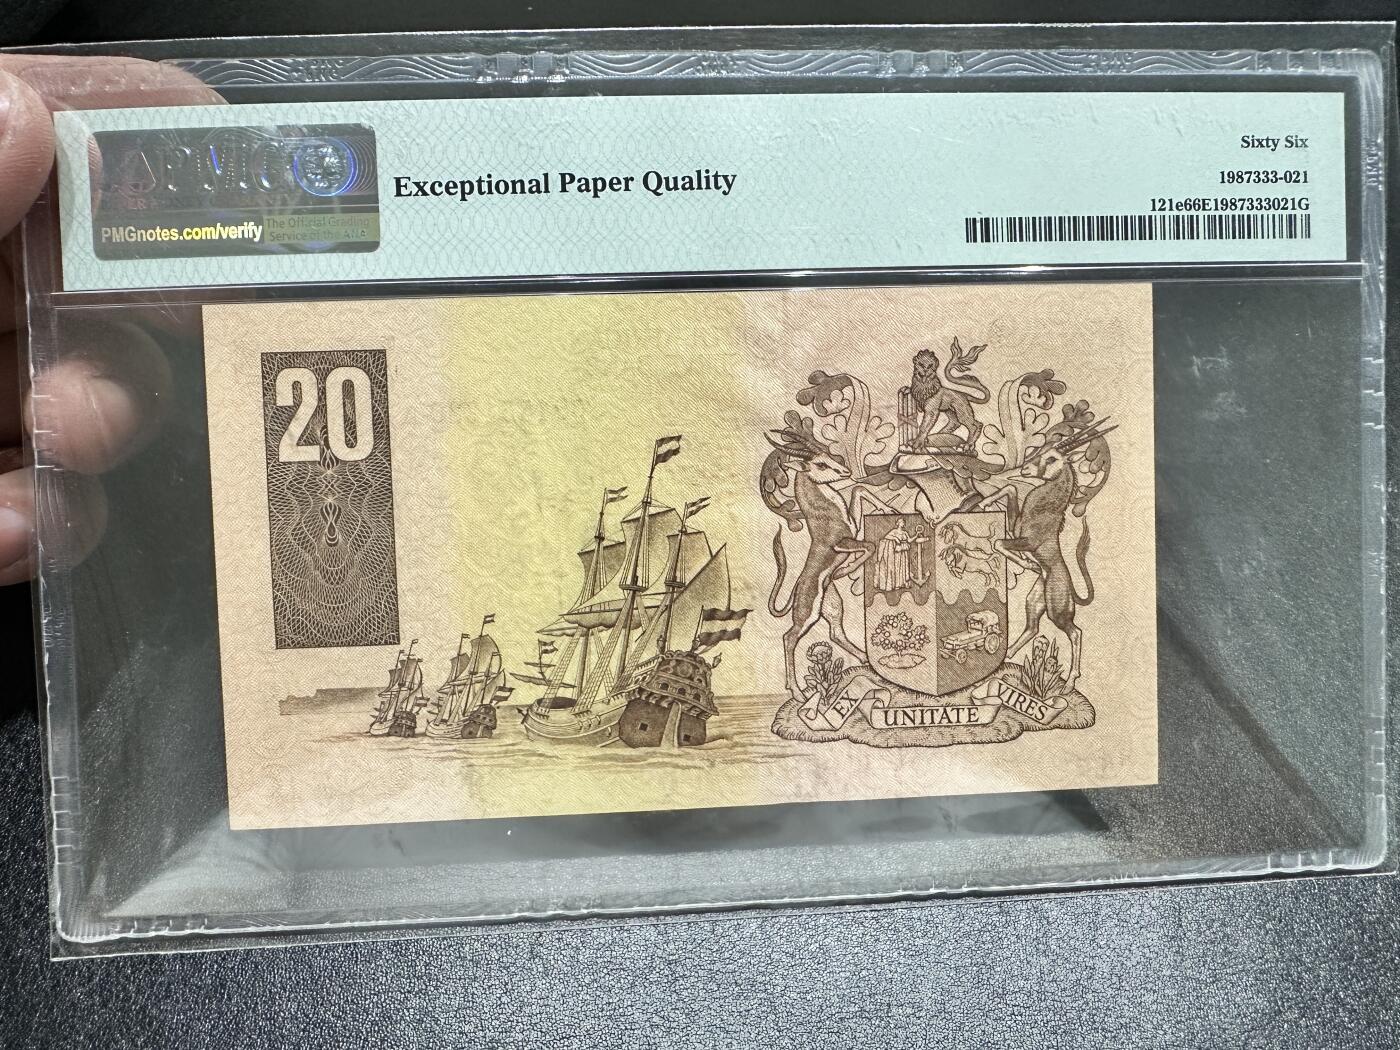 PMG
PMGnotes.com/verify
The Official Grading
Service of the ANA
Exceptional Paper Quality
Sixty Six
1987333-021
121e66E1987333021G
20
EX UNITATE VIRES